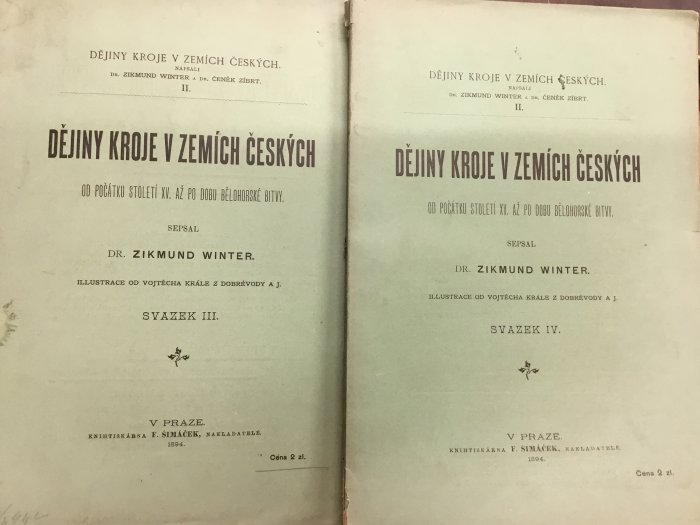 DĚJINY KROJE V ZEMÍCH ČESKÝCH.
NAPSALI
DR. ZIKMUND WINTER A DR. ČENĚK ZÍBRT.
II.
DĚJINY KROJE V ZEMÍCH ČESKÝCH
OD POČÁTKU STOLETÍ XV. AŽ PO DOBU BĚLOHORSKÉ BITVY.
SEPSAL
DR. ZIKMUND WINTER.
ILLUSTRACE OD VOJTĚCHA KRÁLE Z DOBRÉVODY A J.
SVAZEK III.
V PRAZE.
KNIHTISKÁRNA F. ŠIMÁČEK, NAKLADATELÉ.
1894.
Céna 2 zl.
DĚJINY KROJE V ZEMÍCH ČESKÝCH.
NAPSALI
DR. ZIKMUND WINTER A DR. ČENĚK ZÍBRT.
II.
DĚJINY KROJE V ZEMÍCH ČESKÝCH
OD POČÁTKU STOLETÍ XV. AŽ PO DOBU BĚLOHORSKÉ BITVY.
SEPSAL
DR. ZIKMUND WINTER.
ILLUSTRACE OD VOJTĚCHA KRÁLE Z DOBRÉVODY A J.
SVAZEK IV.
V PRAZE.
KNIHTISKÁRNA F. ŠIMÁČEK, NAKLADATELÉ.
1894.
Cena 2 zl.